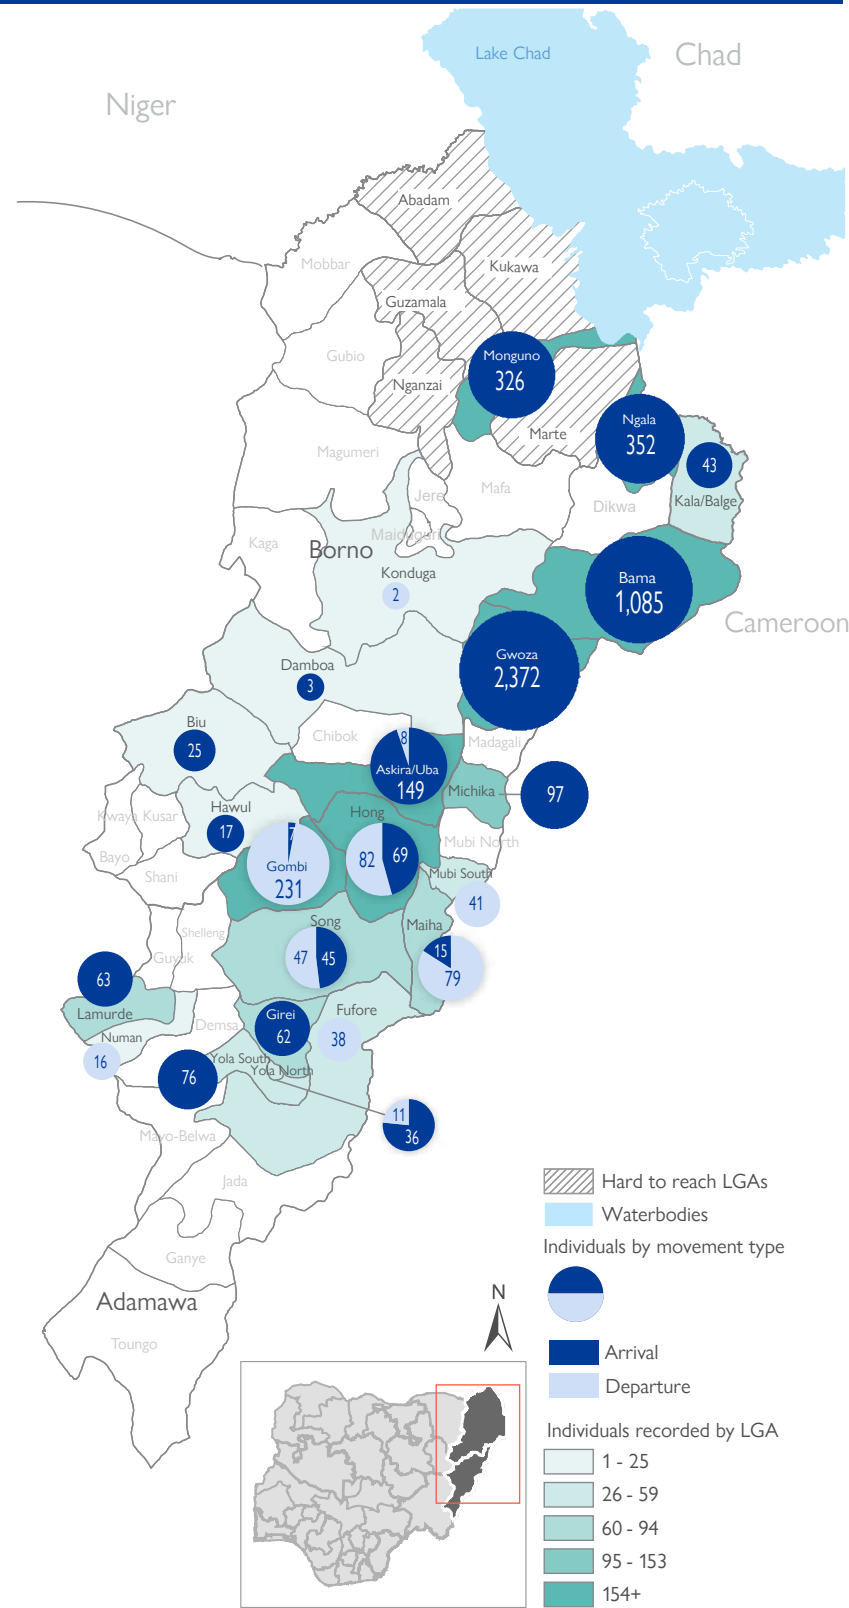 Lake Chad
Chad
Niger
Abadam
Mobbar
Kukawa
Guzamala
Gubio
Monguno
326
Nganzai
Ngala
352
Marte
Magumeri
43
Jere
Mafa
Kala/Balge
Dikwa
Maiduguri
Kaga
Borno
Konduga
2
Bama
1,085
Cameroon
Gwoza
2,372
Damboa
3
Biu
25
Chibok
8
Madagali
Askira/Uba
149
Michika
97
Hawul
17
Kwaya Kusar
Hong
7
82
69
Mubi North
Bayo
Gombi
231
Shani
Mubi South
41
Song
Maiha
Shelleng
47
45
15
79
Guyuk
63
Lamurde
Fufore
Girei
62
Demsa
Numan
38
16
Yola South
Yola North
76
11
36
Mayo-Belwa
Jada
Ganye
Adamawa
Toungo
Hard to reach LGAs
Waterbodies
Individuals by movement type
N
Arrival
Departure
Individuals recorded by LGA
1 - 25
26 - 59
60 - 94
95 - 153
154+